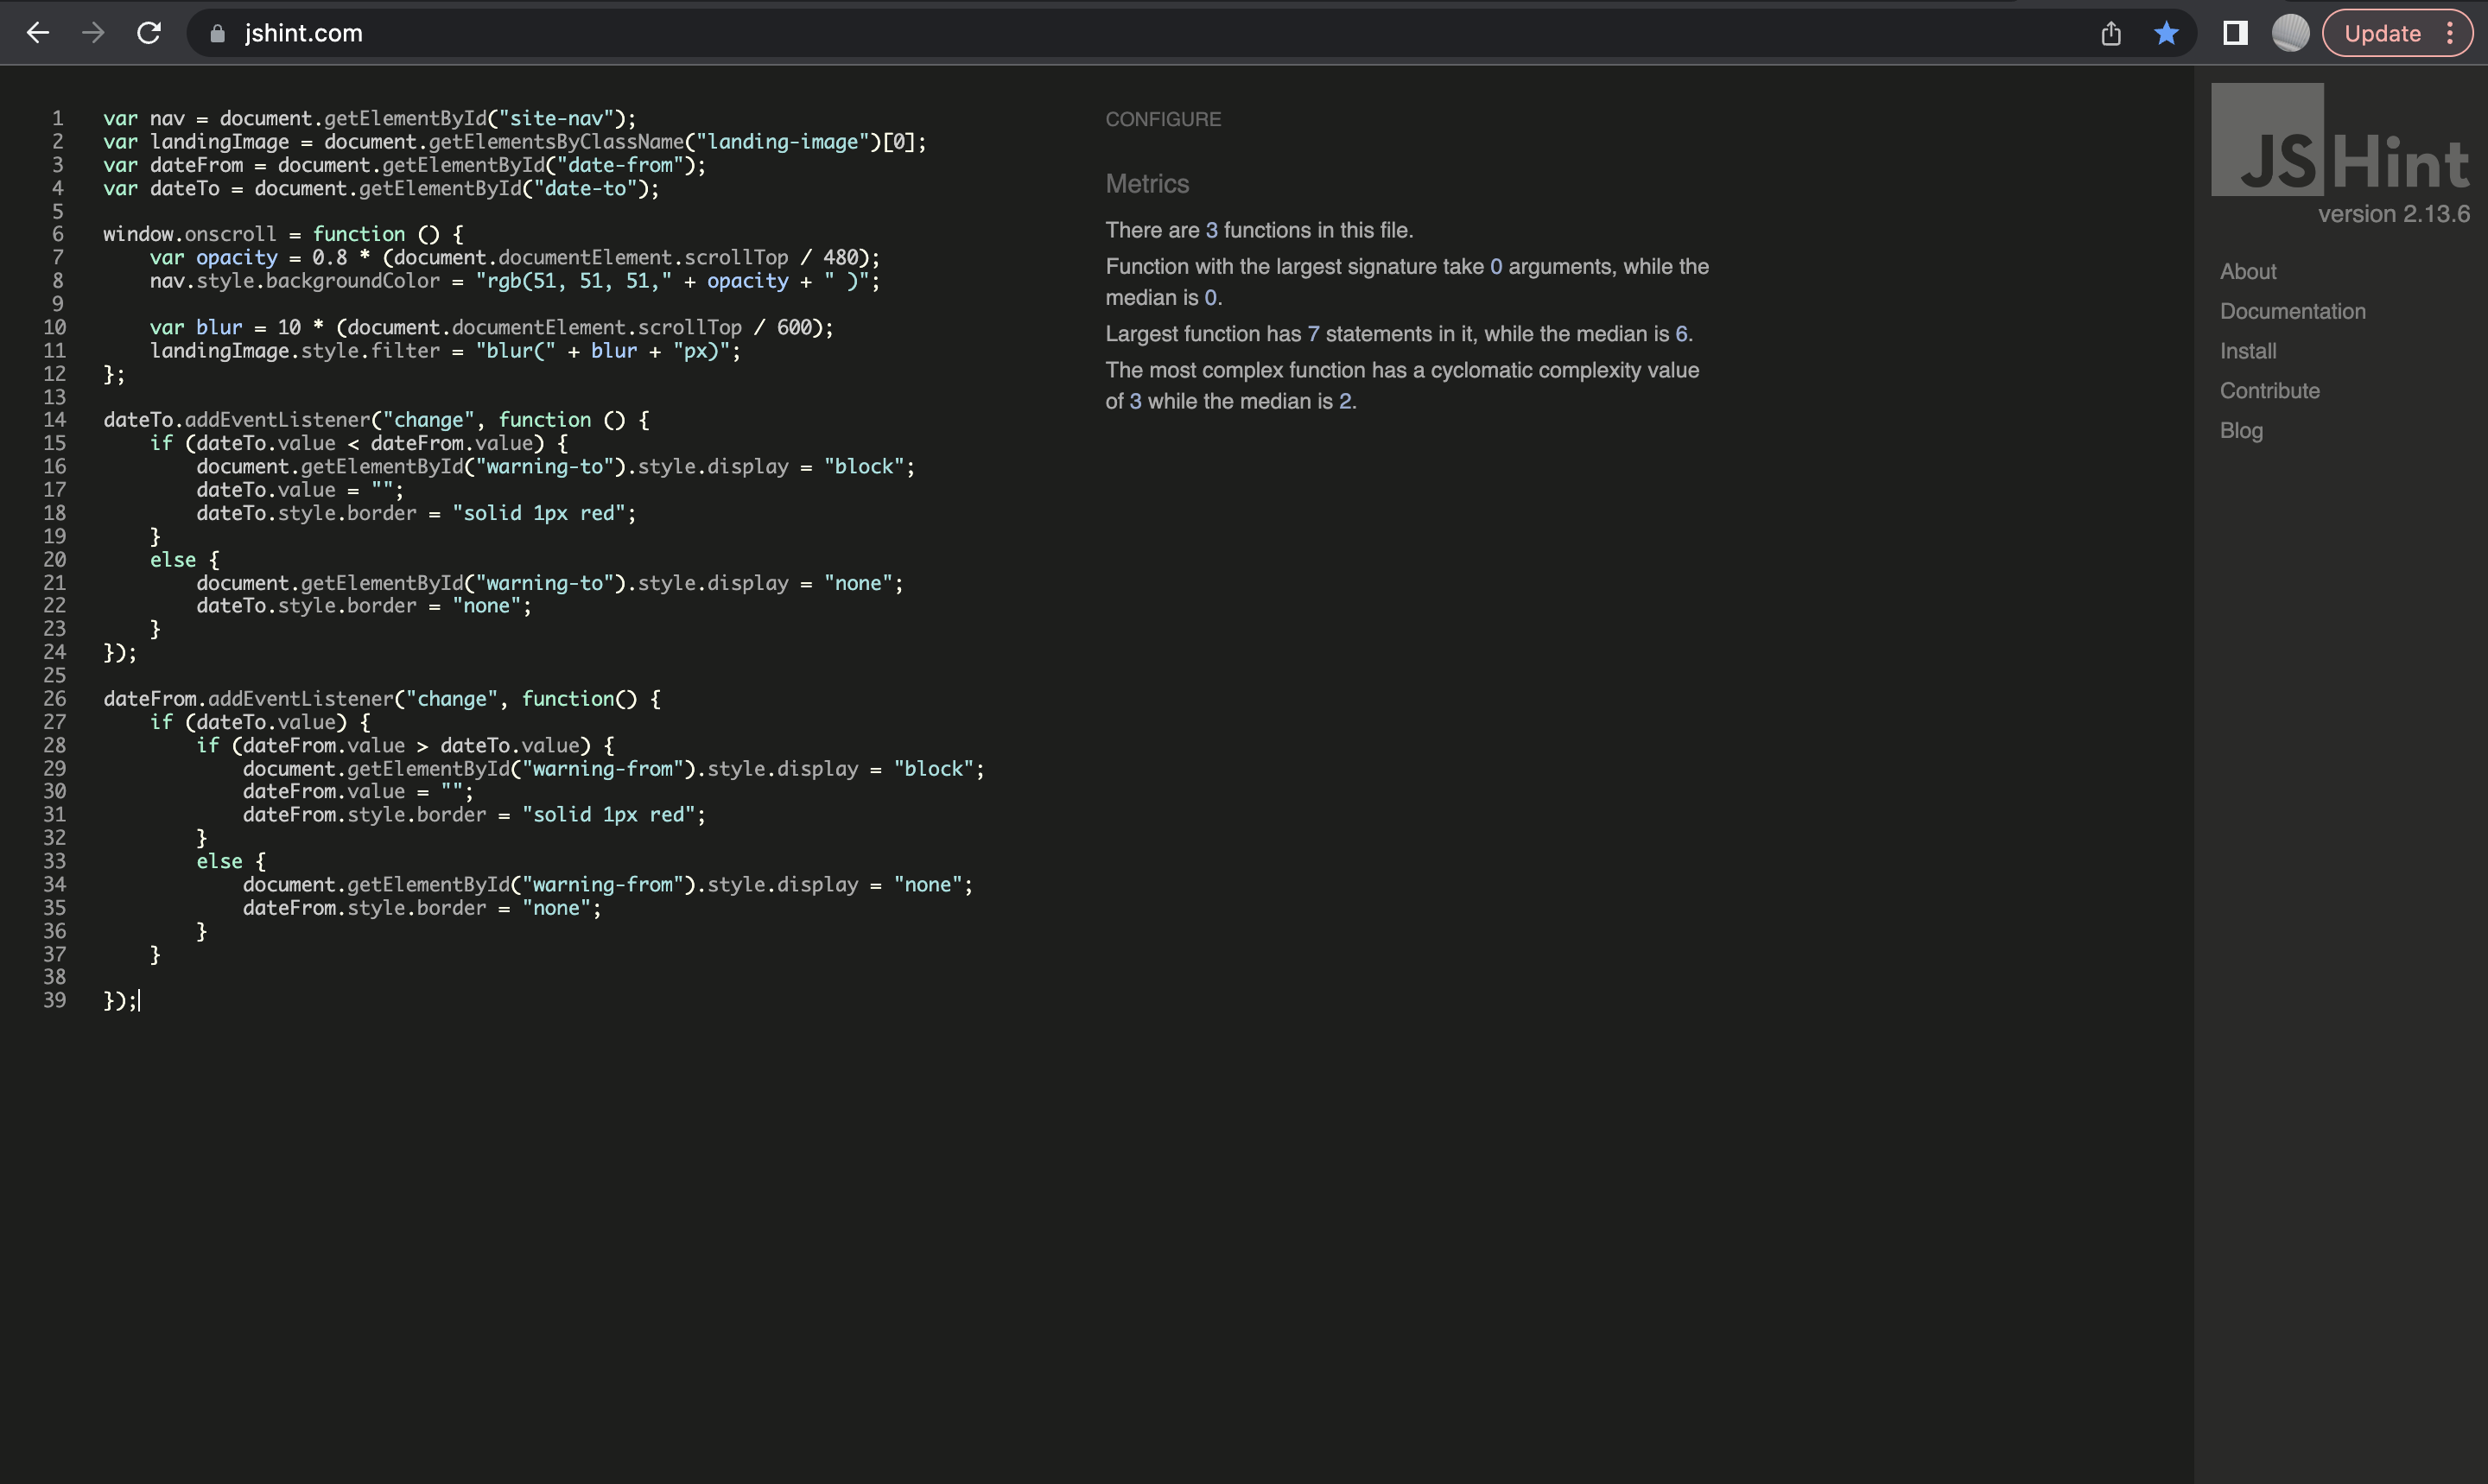 jshint.com
Update
1 var nav = document.getElementById("site-nav");
2 var landingImage = document.getElementsByClassName("landing-image")[0];
3 var dateFrom = document.getElementById("date-from");
4 var dateTo = document.getElementById("date-to");
5
6 window.onscroll = function () {
7     var opacity = 0.8 * (document.documentElement.scrollTop / 480);
8     nav.style.backgroundColor = "rgb(51, 51, 51," + opacity + " )";
9
10     var blur = 10 * (document.documentElement.scrollTop / 600);
11     landingImage.style.filter = "blur(" + blur + "px)";
12 };
13
14 dateTo.addEventListener("change", function () {
15     if (dateTo.value < dateFrom.value) {
16         document.getElementById("warning-to").style.display = "block";
17         dateTo.value = "";
18         dateTo.style.border = "solid 1px red";
19     }
20     else {
21         document.getElementById("warning-to").style.display = "none";
22         dateTo.style.border = "none";
23     }
24 });
25
26 dateFrom.addEventListener("change", function() {
27     if (dateTo.value) {
28         if (dateFrom.value > dateTo.value) {
29             document.getElementById("warning-from").style.display = "block";
30             dateFrom.value = "";
31             dateFrom.style.border = "solid 1px red";
32         }
33         else {
34             document.getElementById("warning-from").style.display = "none";
35             dateFrom.style.border = "none";
36         }
37     }
38
39 });
CONFIGURE
Metrics
There are 3 functions in this file.
Function with the largest signature take 0 arguments, while the
median is 0.
Largest function has 7 statements in it, while the median is 6.
The most complex function has a cyclomatic complexity value
of 3 while the median is 2.
JSHint
version 2.13.6
About
Documentation
Install
Contribute
Blog